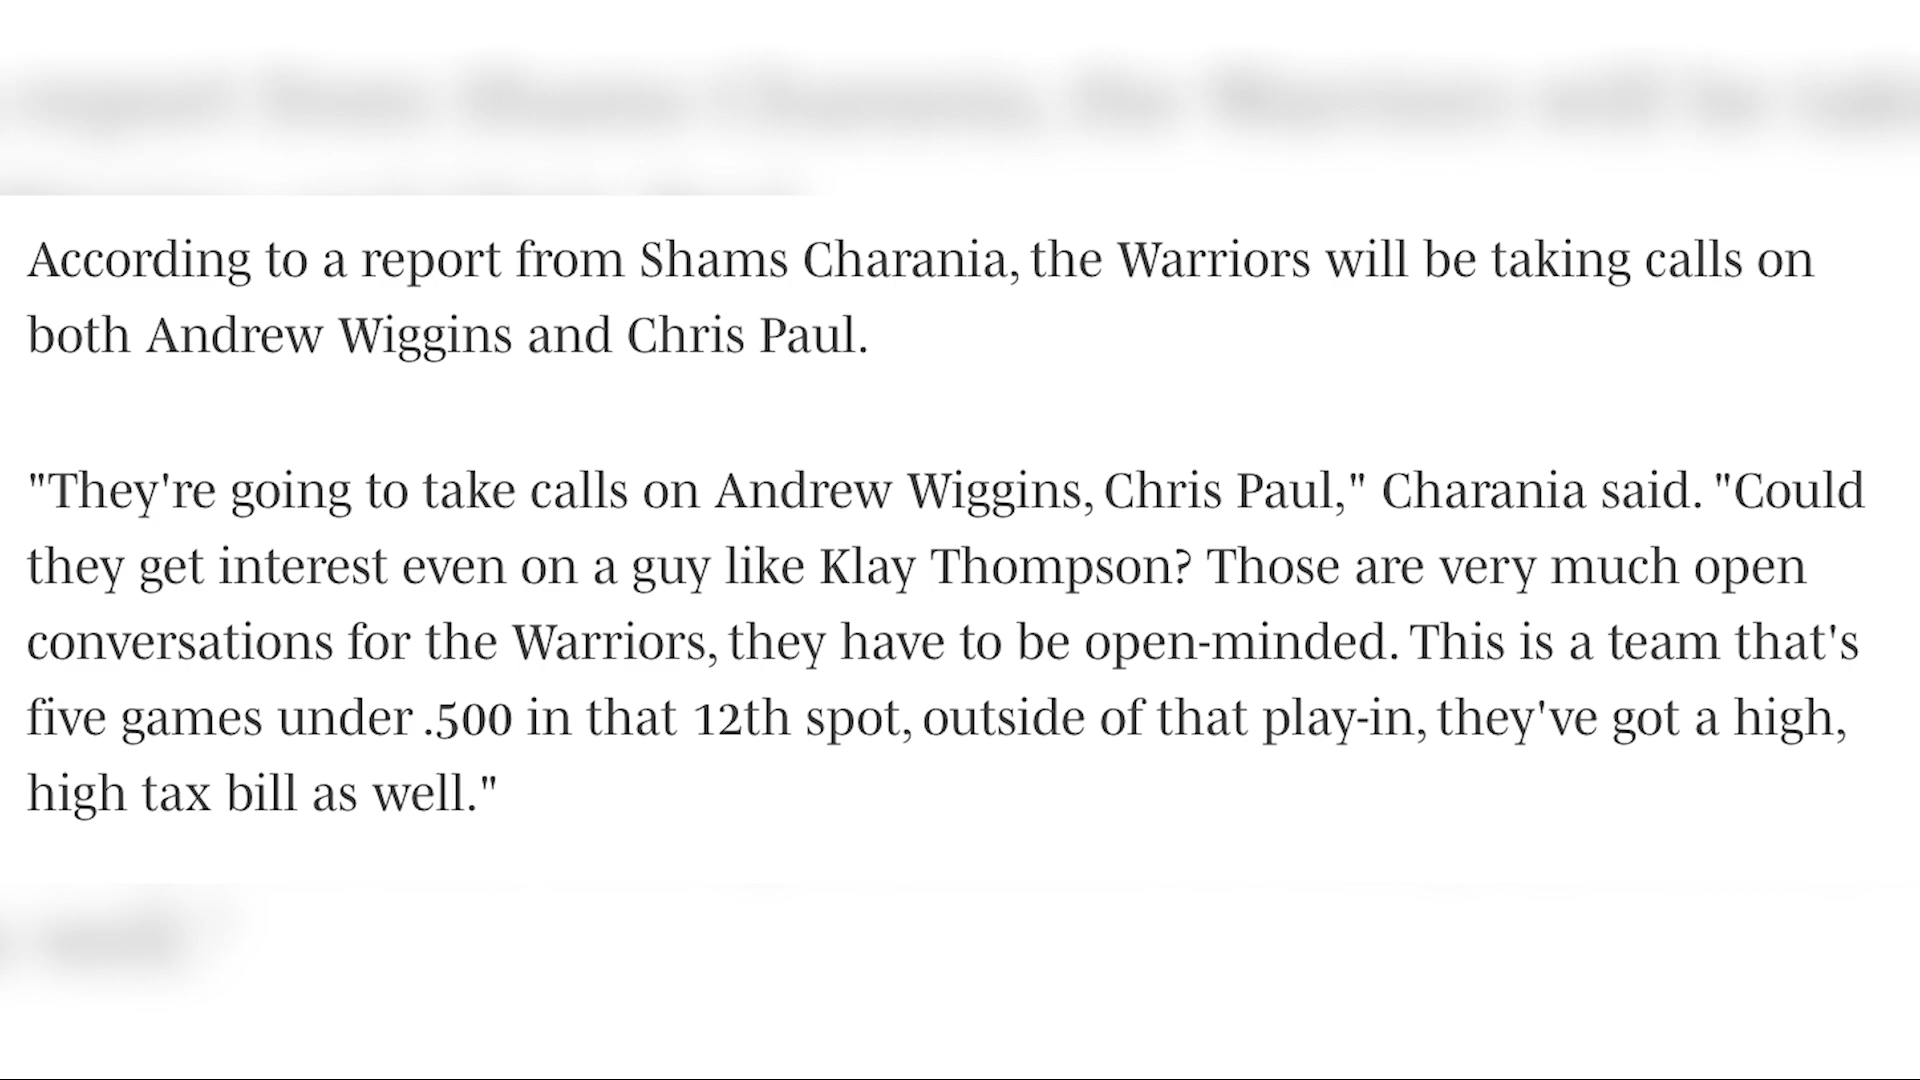 According to a report from Shams Charania, the Warriors will be taking calls on
both Andrew Wiggins and Chris Paul.
"They're going to take calls on Andrew Wiggins, Chris Paul," Charania said. "Could
they get interest even on a guy like Klay Thompson? Those are very much open
conversations for the Warriors, they have to be open-minded. This is a team that's
five games under .500 in that 12th spot, outside of that play-in, they've got a high,
high tax bill as well."